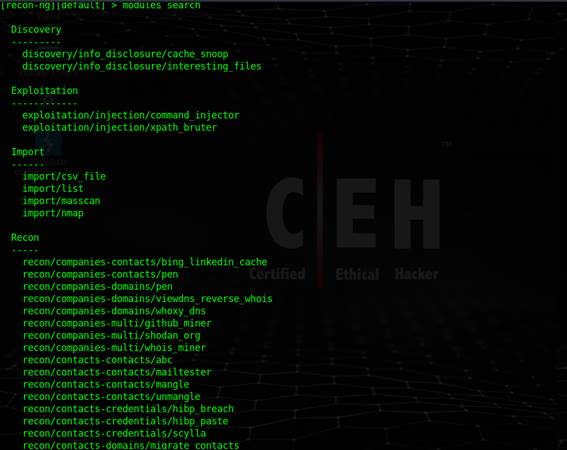 [recon-ng][default] > modules search
Discovery
---------
discovery/info_disclosure/cache_snoop
discovery/info_disclosure/interesting_files
Exploitation
------------
exploitation/injection/command_injector
exploitation/injection/xpath_bruter
Import
------
import/csv_file
import/list
import/masscan
import/nmap
Recon
-----
recon/companies-contacts/bing_linkedin_cache
recon/companies-contacts/pen
recon/companies-domains/pen
recon/companies-domains/viewdns_reverse_whois
recon/companies-domains/whoxy_dns
recon/companies-multi/github_miner
recon/companies-multi/shodan_org
recon/companies-multi/whois_miner
recon/contacts-contacts/abc
recon/contacts-contacts/mailtester
recon/contacts-contacts/mangle
recon/contacts-contacts/unmangle
recon/contacts-credentials/hibp_breach
recon/contacts-credentials/hibp_paste
recon/contacts-credentials/scylla
recon/contacts-domains/migrate_contacts
C|EH
TM
Certified Ethical Hacker